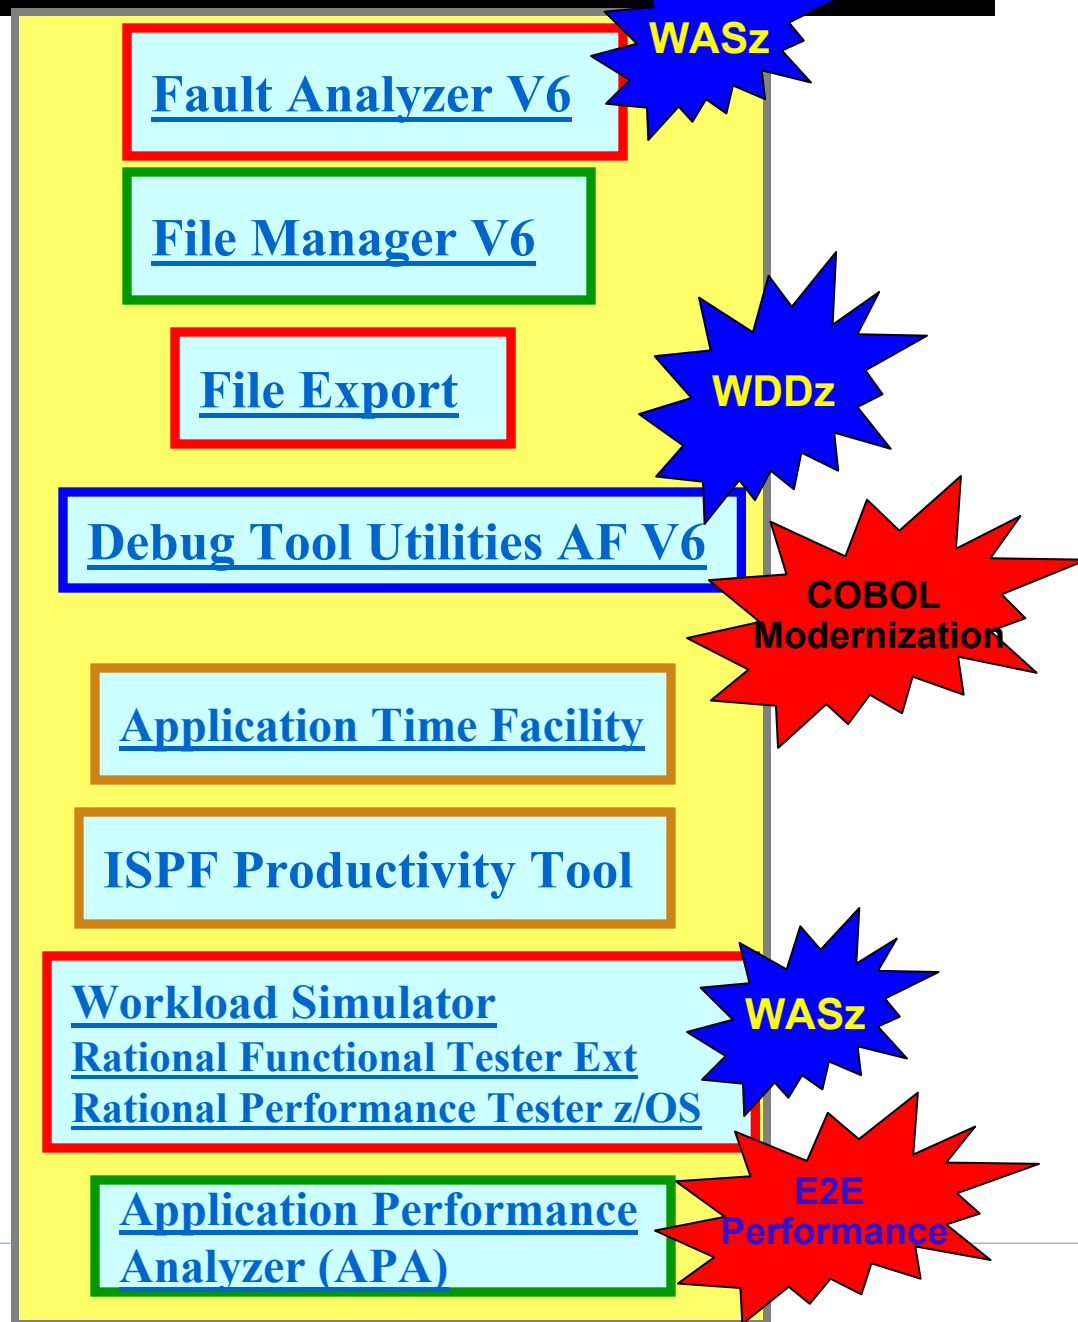 WASz
Fault Analyzer V6
File Manager V6
File Export
WDDz
Debug Tool Utilities AF V6
COBOL
Modernization
Application Time Facility
ISPF Productivity Tool
Workload Simulator
Rational Functional Tester Ext
Rational Performance Tester z/OS
WASz
Application Performance
Analyzer (APA)
E2E
Performance